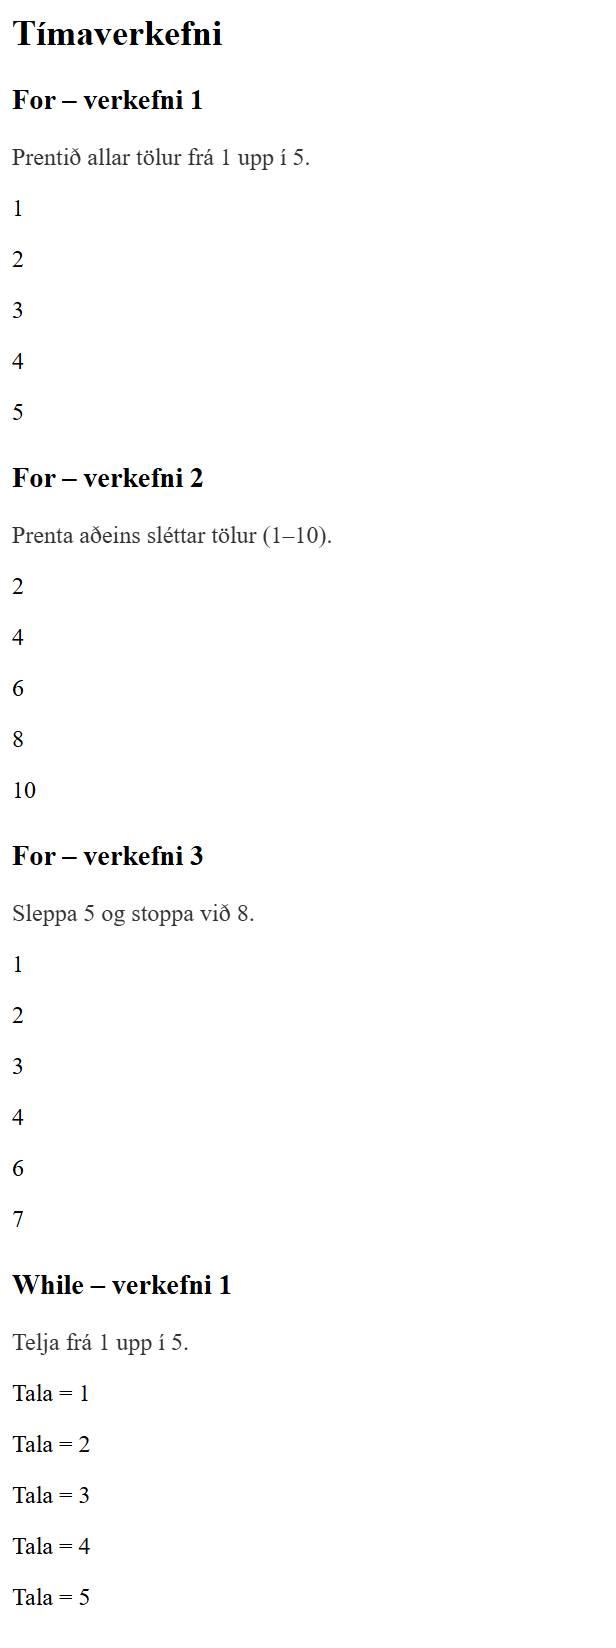 Tímaverkefni
For – verkefni 1
Prentið allar tölur frá 1 upp í 5.
1
2
3
4
5
For – verkefni 2
Prenta aðeins sléttar tölur (1–10).
2
4
6
8
10
For – verkefni 3
Sleppa 5 og stoppa við 8.
1
2
3
4
6
7
While – verkefni 1
Telja frá 1 upp í 5.
Tala = 1
Tala = 2
Tala = 3
Tala = 4
Tala = 5